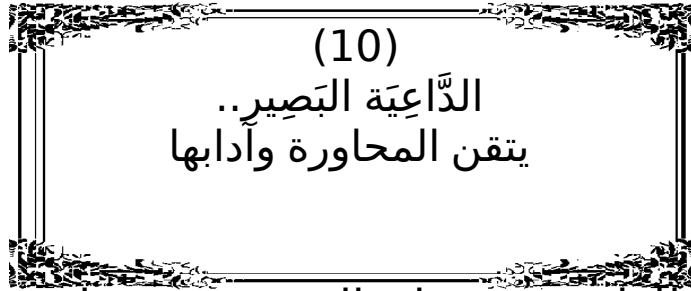 (10)
الدَّاعِيَة البَصِير..
يتقن المحاورة وآدابها